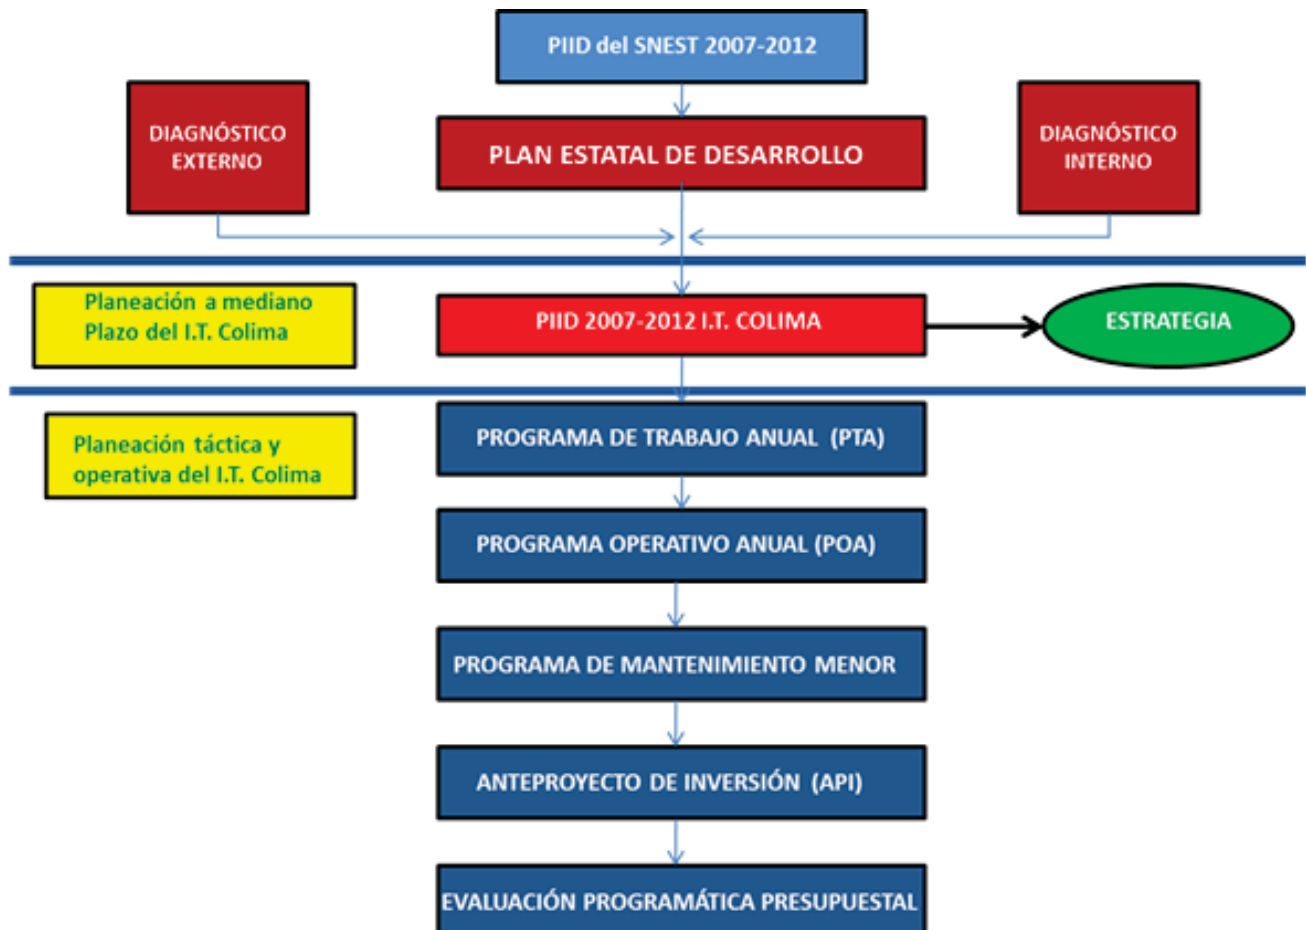 PIID del SNEST 2007-2012
DIAGNÓSTICO
EXTERNO
PLAN ESTATAL DE DESARROLLO
DIAGNÓSTICO
INTERNO
Planeación a mediano
Plazo del I.T. Colima
PIID 2007-2012 I.T. COLIMA
ESTRATEGIA
Planeación táctica y
operativa del I.T. Colima
PROGRAMA DE TRABAJO ANUAL (PTA)
PROGRAMA OPERATIVO ANUAL (POA)
PROGRAMA DE MANTENIMIENTO MENOR
ANTEPROYECTO DE INVERSIÓN (API)
EVALUACIÓN PROGRAMÁTICA PRESUPUESTAL